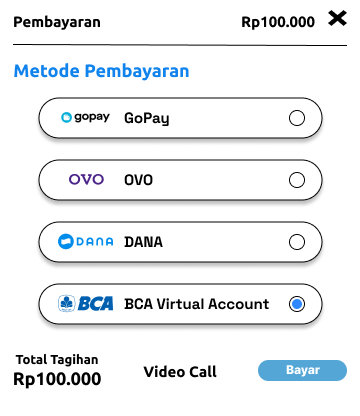 Pembayaran Rp100.000
Metode Pembayaran
gopay GoPay
OVO OVO
DANA DANA
BCA BCA Virtual Account
Total Tagihan
Rp100.000 Video Call Bayar